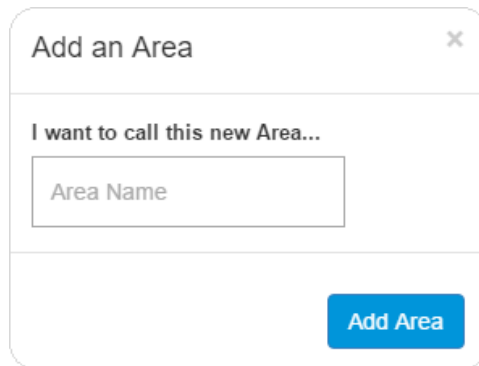 Add an Area ×
I want to call this new Area...
Area Name
Add Area